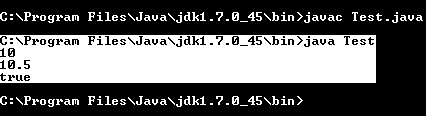 C:\Program Files\Java\jdk1.7.0_45\bin>javac Test.java
C:\Program Files\Java\jdk1.7.0_45\bin>java Test
10
10.5
true
C:\Program Files\Java\jdk1.7.0_45\bin>